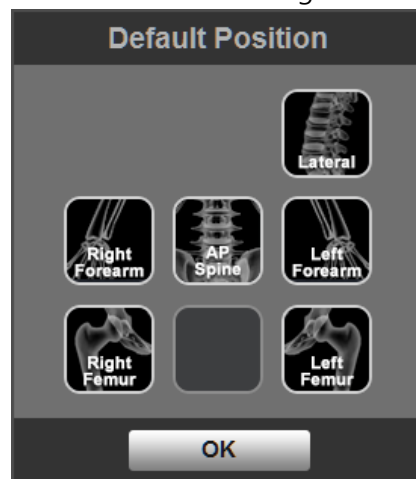 Default Position
Lateral
Right
Forearm
AP
Spine
Left
Forearm
Right
Femur
Left
Femur
OK